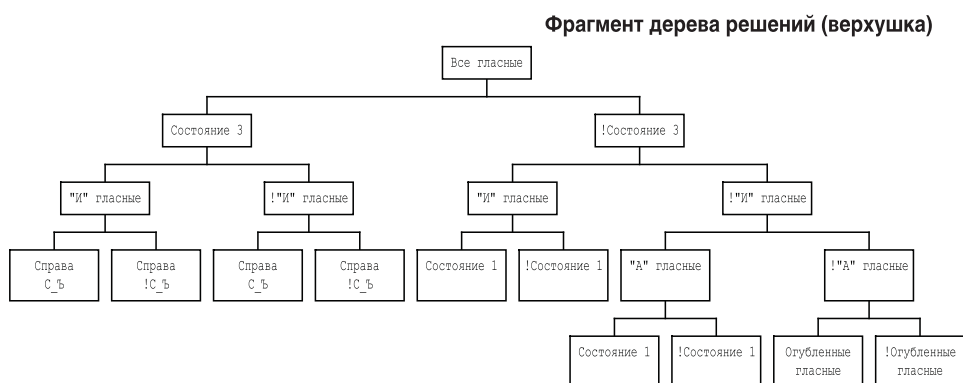 Фрагмент дерева решений (верхушка)
Все гласные
Состояние 3
!Состояние 3
"И" гласные
!"И" гласные
"И" гласные
!"И" гласные
Справа
С_Ъ
Справа
!С_Ъ
Справа
С_Ъ
Справа
!С_Ъ
Состояние 1
!Состояние 1
"А" гласные
!"А" гласные
Состояние 1
!Состояние 1
Огубленные
гласные
!Огубленные
гласные